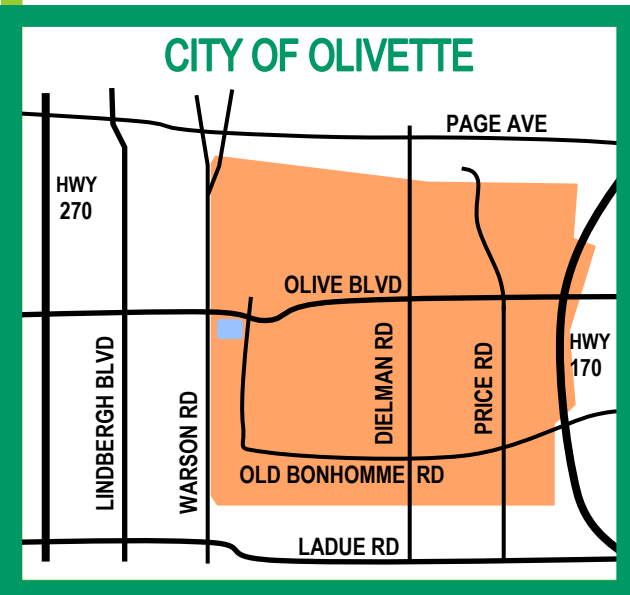 CITY OF OLIVETTE
PAGE AVE
HWY
270
OLIVE BLVD
HWY
170
LINDBERGH BLVD
WARSON RD
DIELMAN RD
PRICE RD
OLD BONHOMME RD
LADUE RD